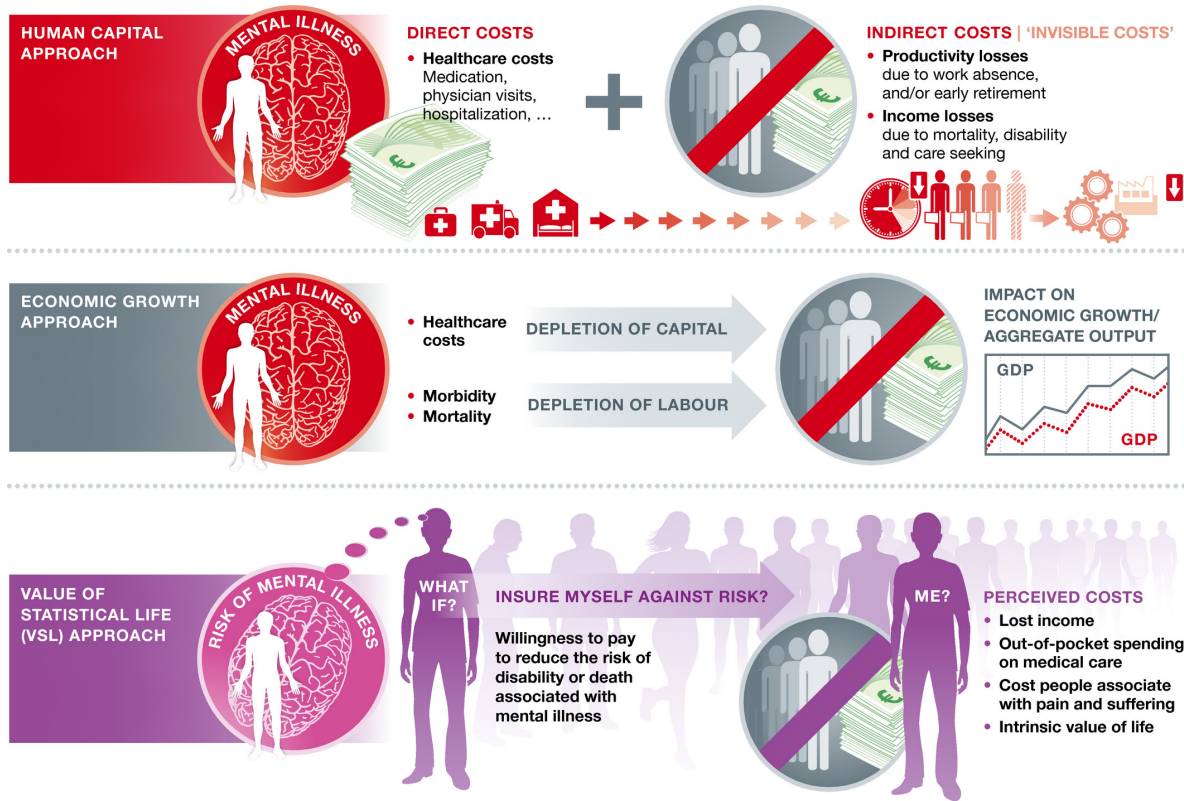 HUMAN CAPITAL
APPROACH
MENTAL ILLNESS
DIRECT COSTS
• Healthcare costs
Medication,
physician visits,
hospitalization, …
INDIRECT COSTS | ‘INVISIBLE COSTS’
• Productivity losses
due to work absence,
and/or early retirement
• Income losses
due to mortality, disability
and care seeking
ECONOMIC GROWTH
APPROACH
MENTAL ILLNESS
• Healthcare
costs
DEPLETION OF CAPITAL
• Morbidity
• Mortality
DEPLETION OF LABOUR
IMPACT ON
ECONOMIC GROWTH/
AGGREGATE OUTPUT
GDP
GDP
VALUE OF
STATISTICAL LIFE
(VSL) APPROACH
RISK OF MENTAL ILLNESS
WHAT
IF?
INSURE MYSELF AGAINST RISK?
Willingness to pay
to reduce the risk of
disability or death
associated with
mental illness
ME?
PERCEIVED COSTS
• Lost income
• Out-of-pocket spending
on medical care
• Cost people associate
with pain and suffering
• Intrinsic value of life